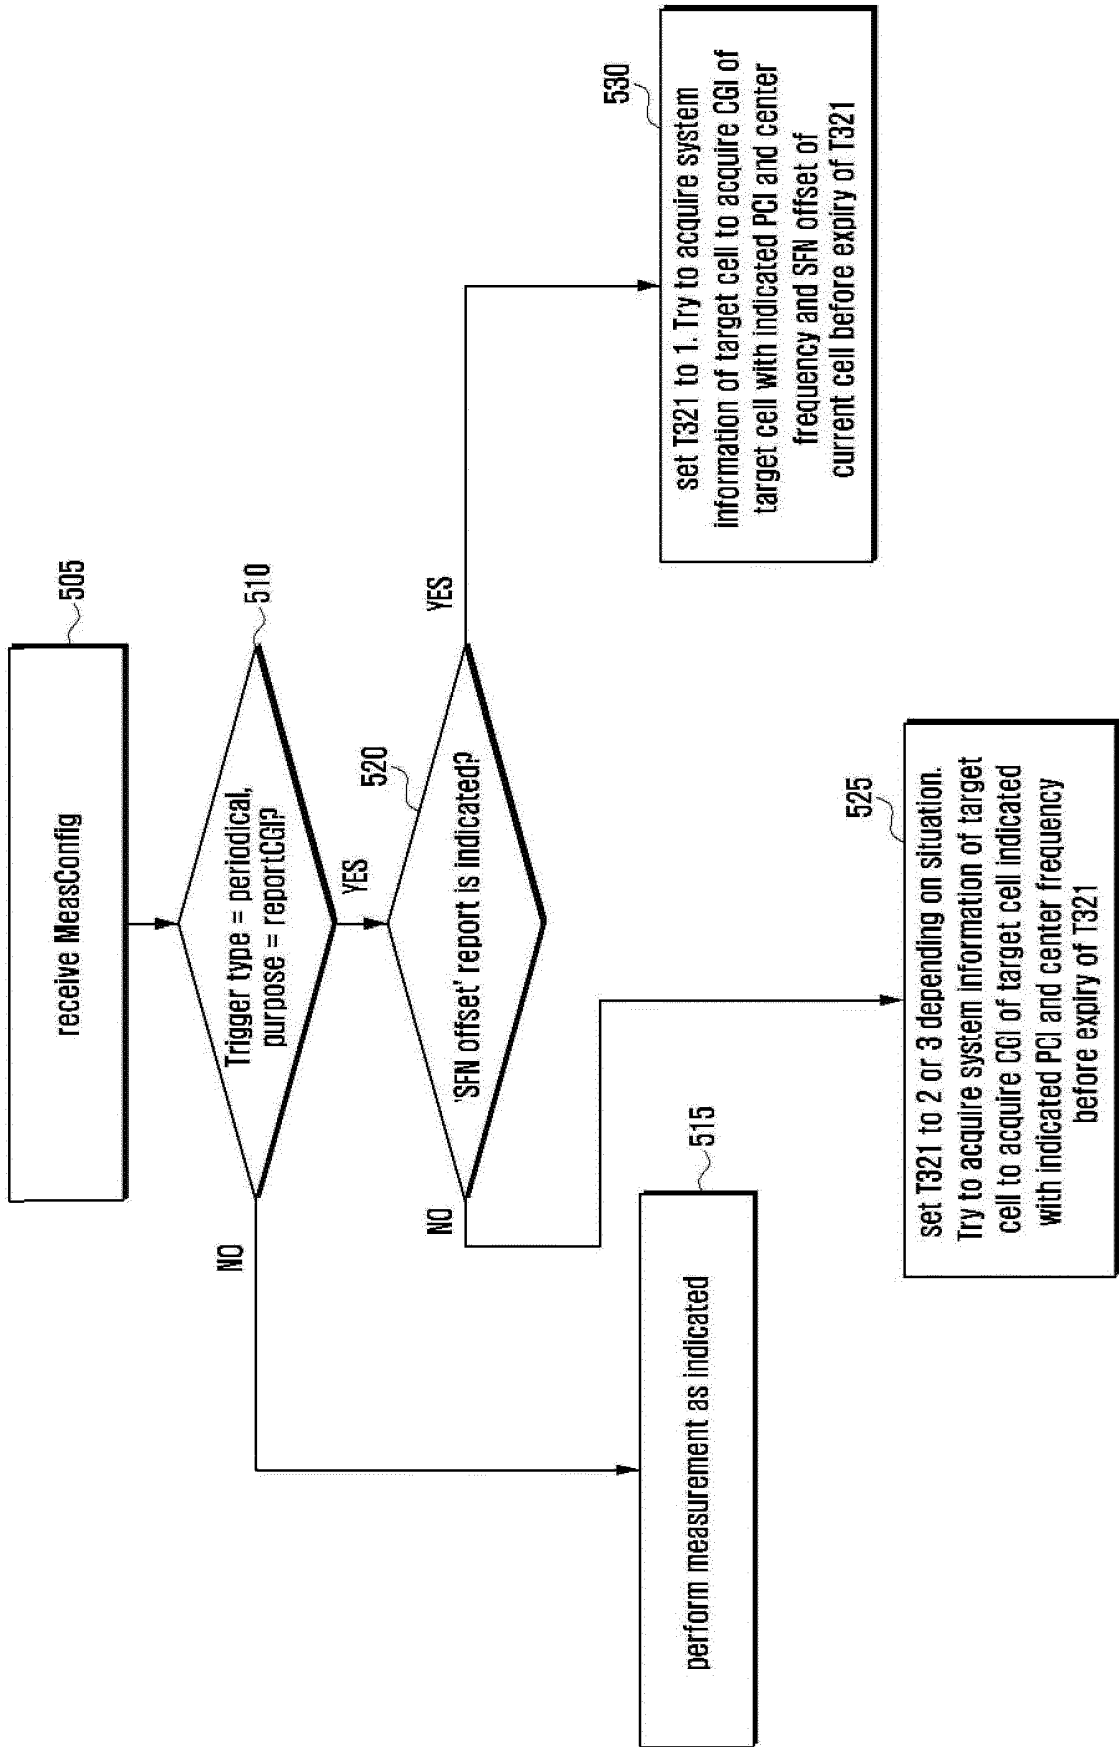 receive MeasConfig
505
Trigger type = periodical,
purpose = reportCGI?
510
NO
YES
'SFN offset' report is indicated?
520
NO
YES
perform measurement as indicated
515
set T321 to 2 or 3 depending on situation.
Try to acquire system information of target
cell to acquire CGI of target cell indicated
with indicated PCI and center frequency
before expiry of T321
525
set T321 to 1. Try to acquire system
information of target cell to acquire CGI of
target cell with indicated PCI and center
frequency and SFN offset of
current cell before expiry of T321
530